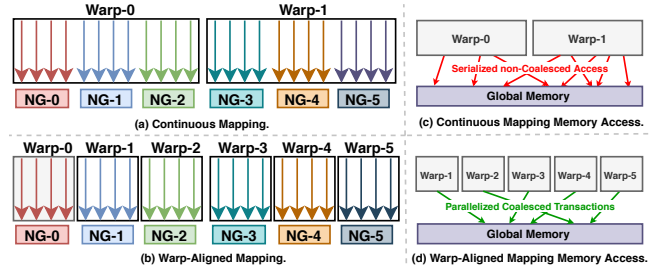 Warp-0 Warp-1
NG-0 NG-1 NG-2 NG-3 NG-4 NG-5
(a) Continuous Mapping.
Warp-0 Warp-1
Serialized non-Coalesced Access
Global Memory
(c) Continuous Mapping Memory Access.
Warp-0 Warp-1 Warp-2 Warp-3 Warp-4 Warp-5
NG-0 NG-1 NG-2 NG-3 NG-4 NG-5
(b) Warp-Aligned Mapping.
Warp-1 Warp-2 Warp-3 Warp-4 Warp-5
Parallelized Coalesced Transactions
Global Memory
(d) Warp-Aligned Mapping Memory Access.